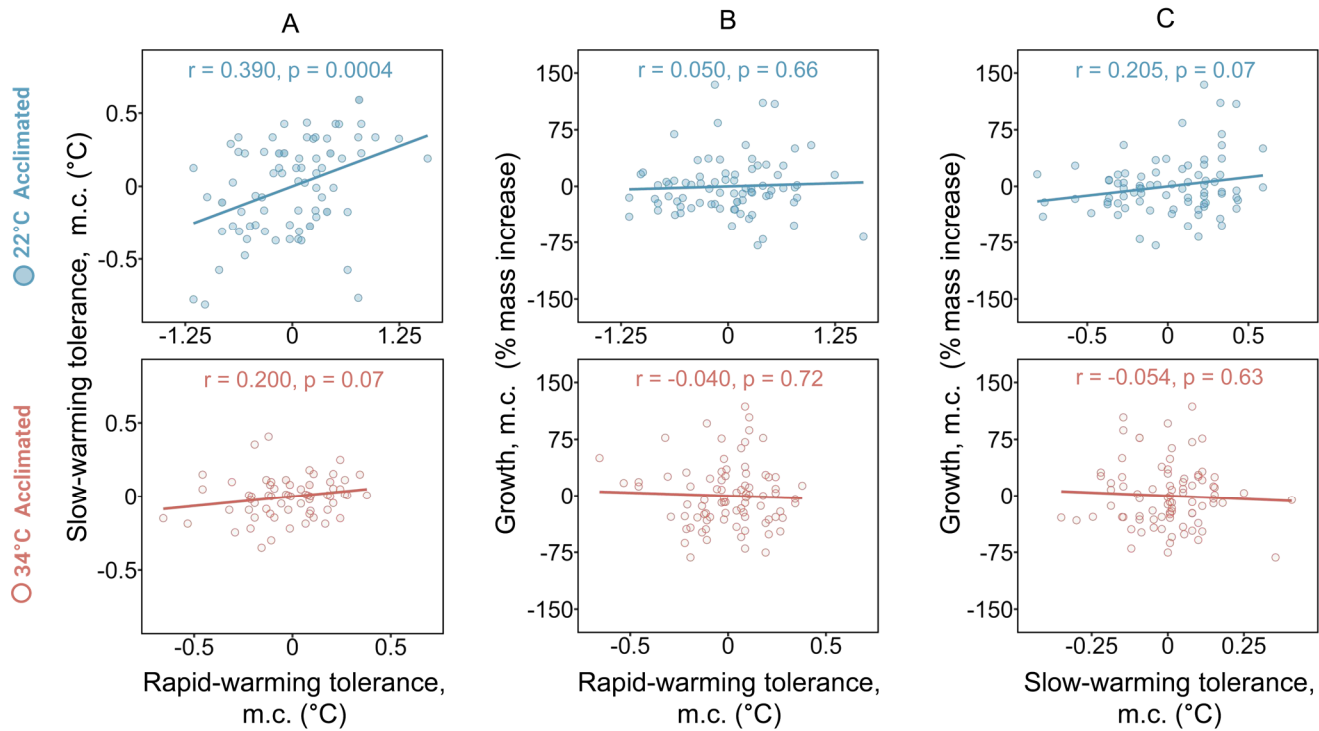 A
B
C
22°C Acclimated
34°C Acclimated
Slow-warming tolerance, m.c. (°C)
r = 0.390, p = 0.0004
0.5
0
-0.5
-1.25
0
1.25
Growth, m.c. (% mass increase)
r = 0.050, p = 0.66
150
75
0
-75
-150
-1.25
0
1.25
Growth, m.c. (% mass increase)
r = 0.205, p = 0.07
150
75
0
-75
-150
-0.5
0
0.5
r = 0.200, p = 0.07
0.5
0
-0.5
-0.5
0
0.5
Rapid-warming tolerance,
m.c. (°C)
r = -0.040, p = 0.72
150
75
0
-75
-150
-0.5
0
0.5
Rapid-warming tolerance,
m.c. (°C)
r = -0.054, p = 0.63
150
75
0
-75
-150
-0.25
0
0.25
Slow-warming tolerance,
m.c. (°C)